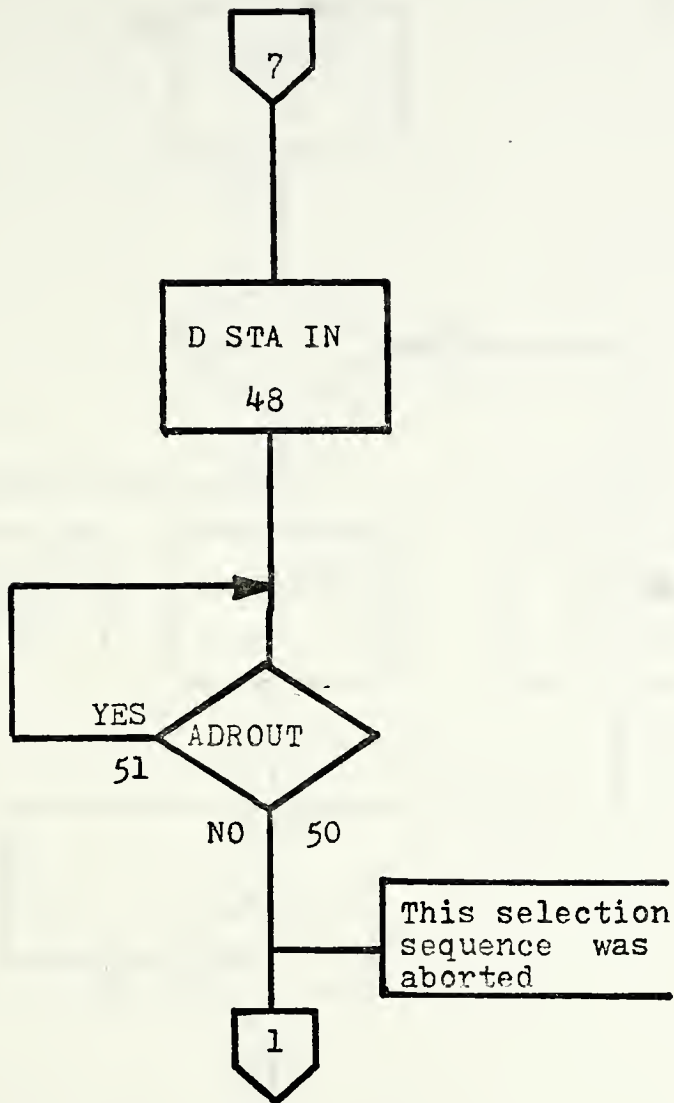 7
D STA IN
48
YES
ADROUT
51
NO 50
This selection
sequence was
aborted
1